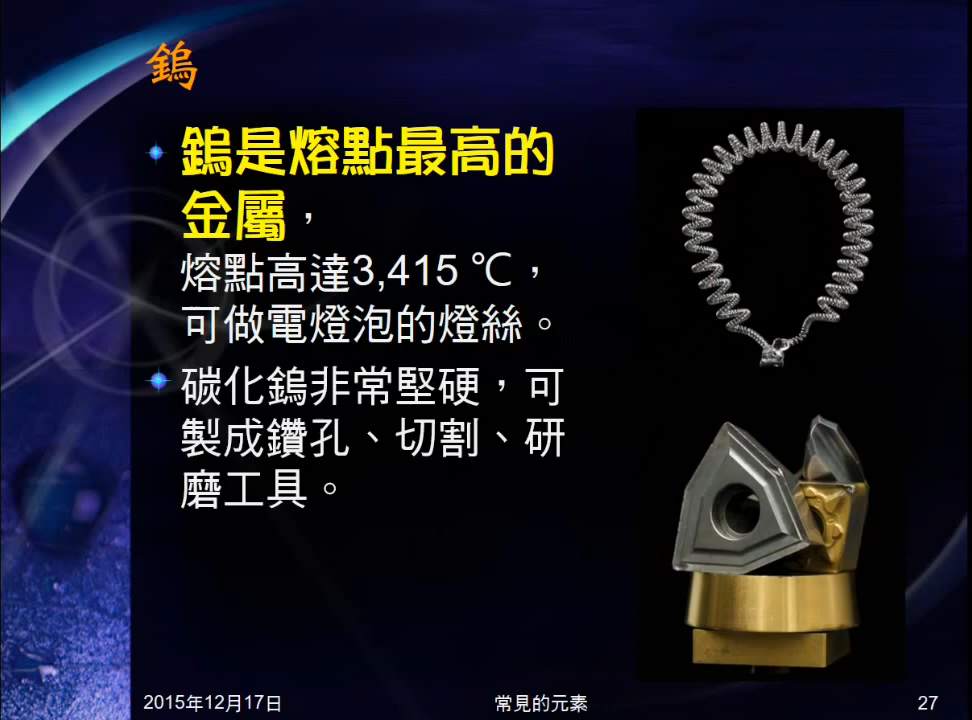 鎢
鎢是熔點最高的
金屬，
熔點高達3,415 ℃，
可做電燈泡的燈絲。
碳化鎢非常堅硬，可
製成鑽孔、切割、研
磨工具。
2015年12月17日
常見的元素
27